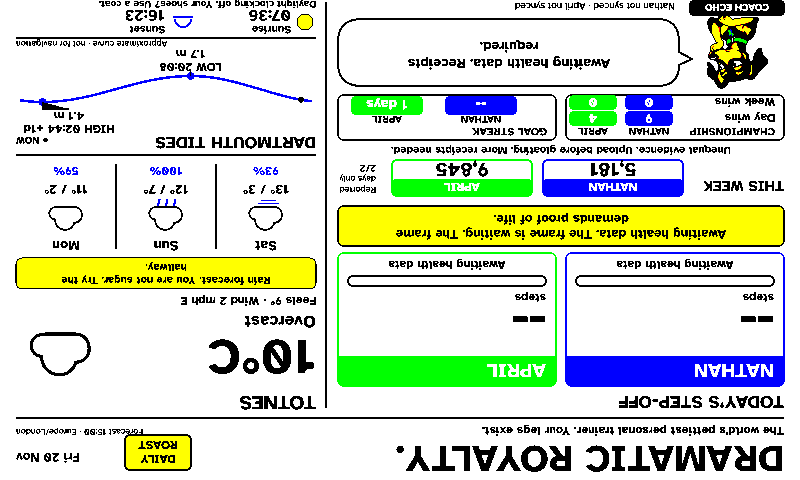 DRAMATIC ROYALTY.
The world's pettiest personal trainer. Your legs exist.
DAILY ROAST
Fri 20 Nov
Forecast 15:00 · Europe/London
TODAY'S STEP-OFF
NATHAN
--
steps
Awaiting health data
APRIL
--
steps
Awaiting health data
Awaiting health data. The frame is waiting. The frame
demands proof of life.
THIS WEEK
NATHAN
5,181
APRIL
9,845
Reported
days only
2/2
Unequal evidence. Upload before gloating. More receipts needed.
CHAMPIONSHIP
NATHAN APRIL
Day wins 9 4
Week wins 0 0
GOAL STREAK
NATHAN APRIL
-- 1 days
Awaiting health data. Receipts
required.
COACH ECHO
Nathan not synced · April not synced
TOTNES
10°C
Overcast
Feels 9° · Wind 2 mph E
Rain forecast. You are not sugar. Try the
hallway.
Sat
13° / 3°
93%
Sun
12° / 7°
100%
Mon
11° / 2°
59%
DARTMOUTH TIDES
• NOW
HIGH 02:44 +1d
4.1 m
LOW 20:08
1.7 m
Approximate curve · not for navigation
Sunrise
07:36
Sunset
16:23
Daylight clocking off. Your shoes? Use a coat.